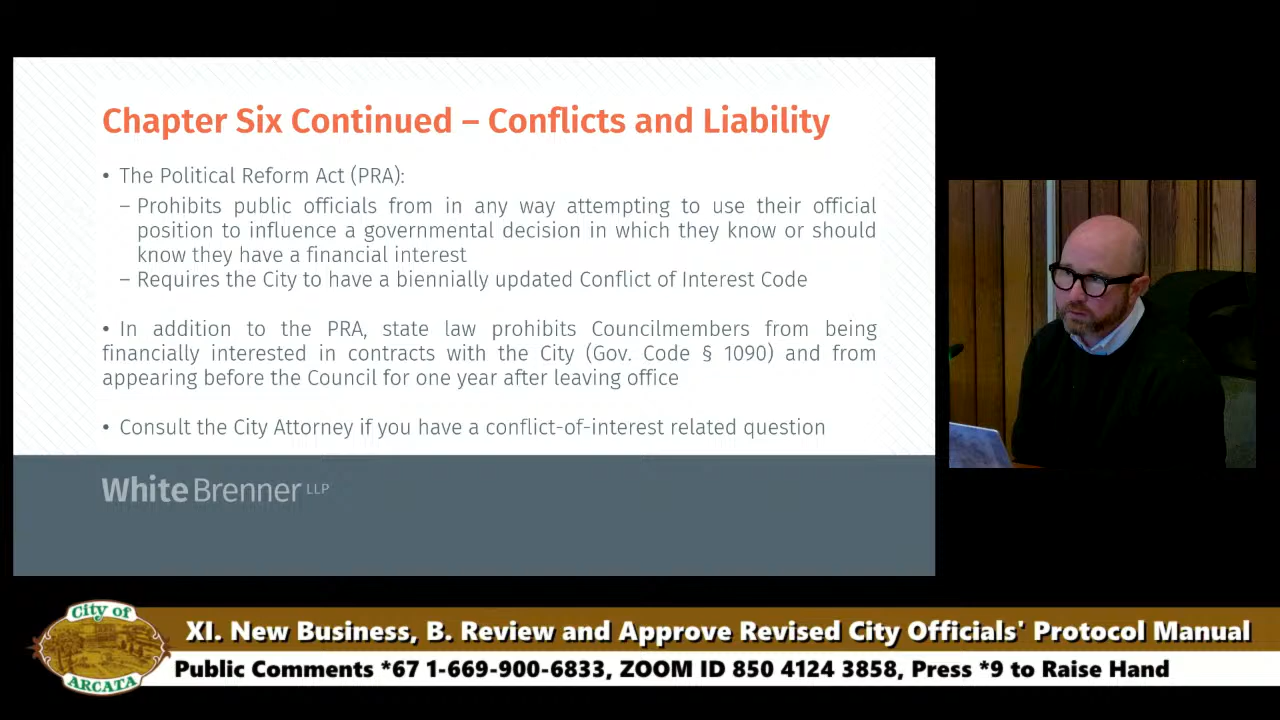 Chapter Six Continued – Conflicts and Liability
• The Political Reform Act (PRA):
– Prohibits public officials from in any way attempting to use their official
position to influence a governmental decision in which they know or should
know they have a financial interest
– Requires the City to have a biennially updated Conflict of Interest Code
• In addition to the PRA, state law prohibits Councilmembers from being
financially interested in contracts with the City (Gov. Code § 1090) and from
appearing before the Council for one year after leaving office
• Consult the City Attorney if you have a conflict-of-interest related question
WhiteBrenner LLP
City of
ARCATA
XI. New Business, B. Review and Approve Revised City Officials' Protocol Manual
Public Comments *67 1-669-900-6833, ZOOM ID 850 4124 3858, Press *9 to Raise Hand